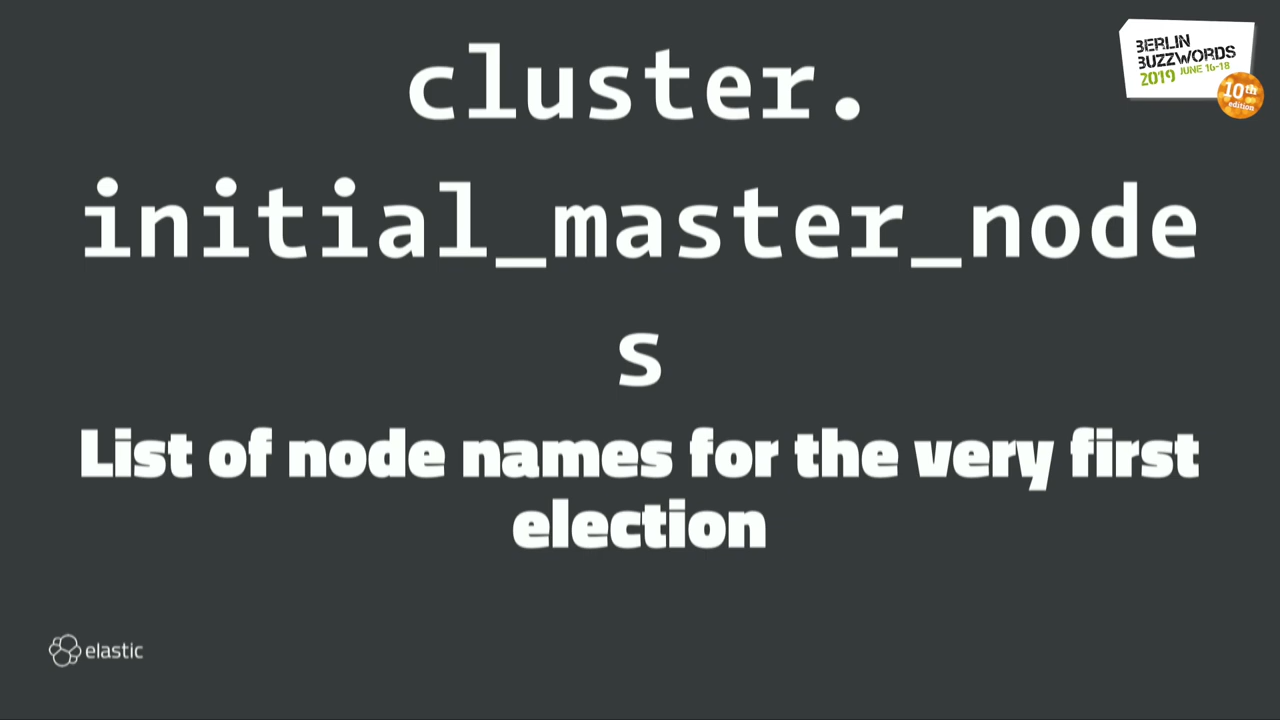 cluster.
initial_master_node
s
List of node names for the very first
election
elastic
BERLIN
BUZZWORDS
2019 JUNE 16-18
10th
edition